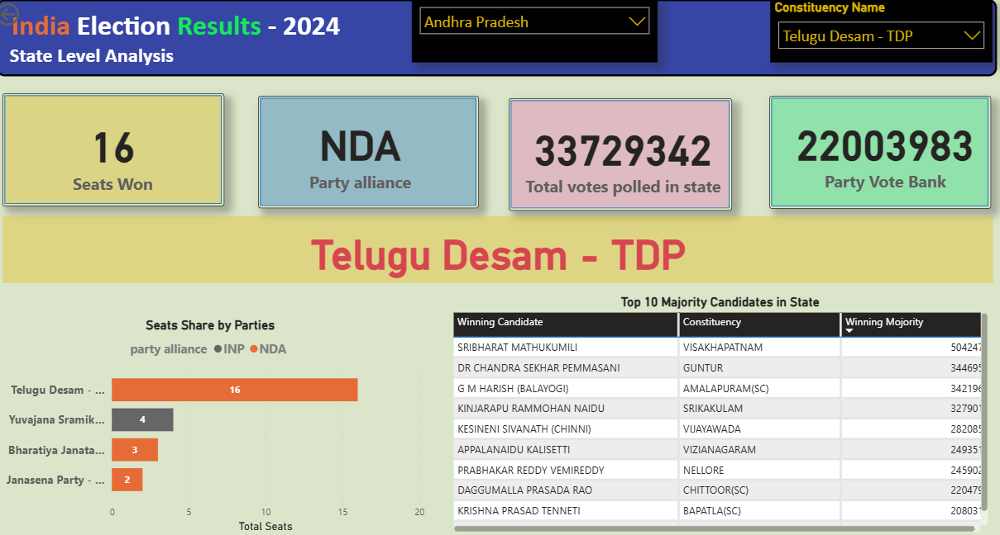 India Election Results - 2024
State Level Analysis
Andhra Pradesh
Constituency Name
Telugu Desam - TDP
16
Seats Won
NDA
Party alliance
33729342
Total votes polled in state
22003983
Party Vote Bank
Telugu Desam - TDP
Seats Share by Parties
party alliance INP NDA
Telugu Desam - ... 16
Yuvajana Sramik... 4
Bharatiya Janata... 3
Janasena Party - ... 2
0 5 10 15 20
Total Seats
Top 10 Majority Candidates in State
Winning Candidate Constituency Winning Mojority
SRIBHARAT MATHUKUMILI VISAKHAPATNAM 504247
DR CHANDRA SEKHAR PEMMASANI GUNTUR 344695
G M HARISH (BALAYOGI) AMALAPURAM(SC) 342196
KINJARAPU RAMMOHAN NAIDU SRIKAKULAM 327901
KESINENI SIVANATH (CHINNI) VIJAYAWADA 282085
APPALANAIDU KALISETTI VIZIANAGARAM 249351
PRABHAKAR REDDY VEMIREDDY NELLORE 245902
DAGGUMALLA PRASADA RAO CHITTOOR(SC) 220479
KRISHNA PRASAD TENNETI BAPATLA(SC) 208031